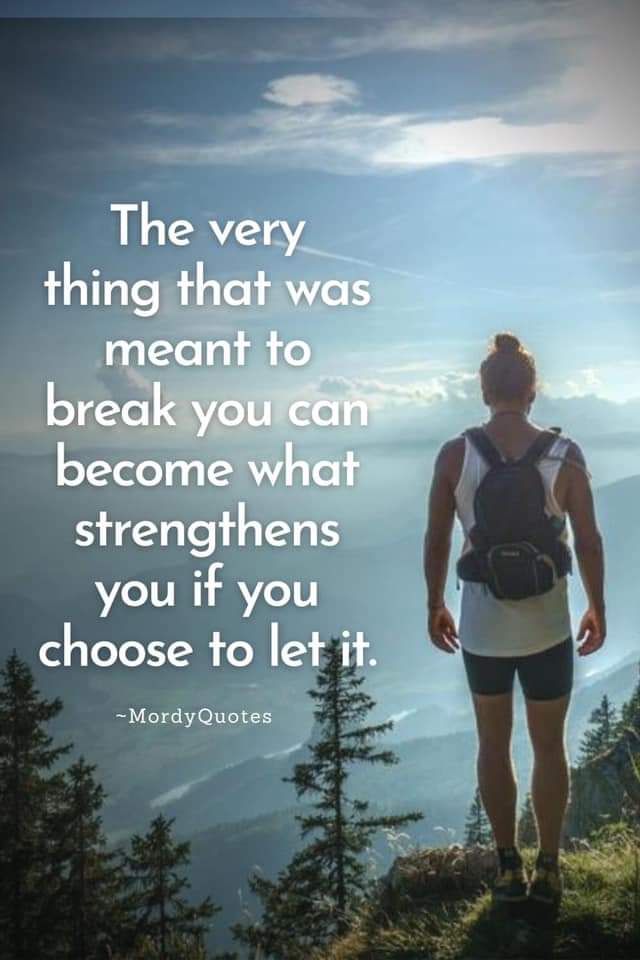 The very
thing that was
meant to
break you can
become what
strengthens
you if you
choose to let it.
~MordyQuotes